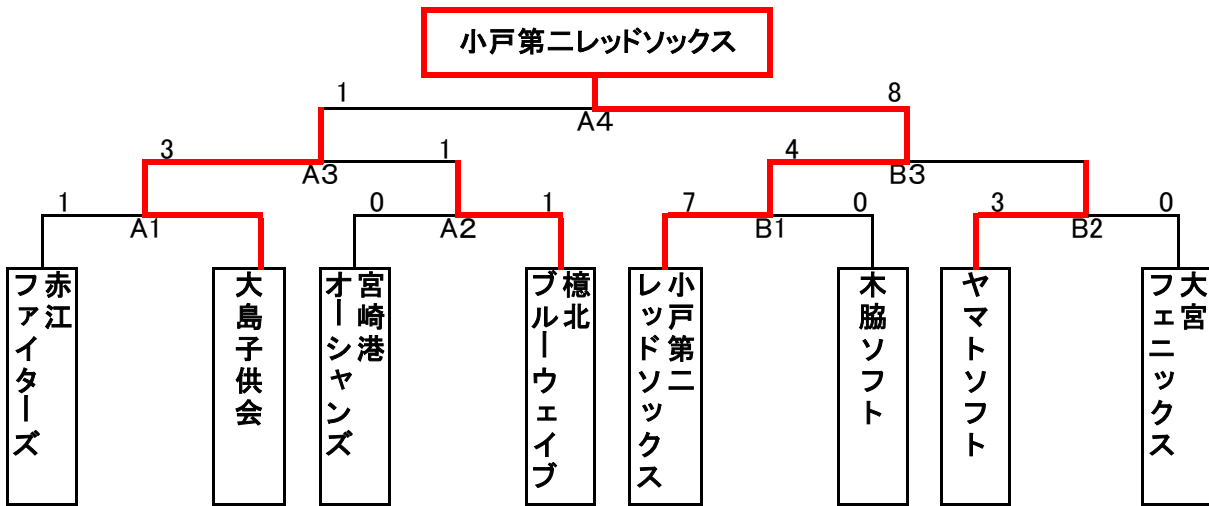 小戸第二レッドソックス
1 8
A4
3 1 4
A3 B3
1 0 1 7 0 3 0
A1 A2 B1 B2
赤江
ファイターズ
大島子供会
宮崎港
オーシャンズ
檍北
ブルーウェイブ
小戸第二
レッドソックス
木脇ソフト
ヤマトソフト
大宮
フェニックス